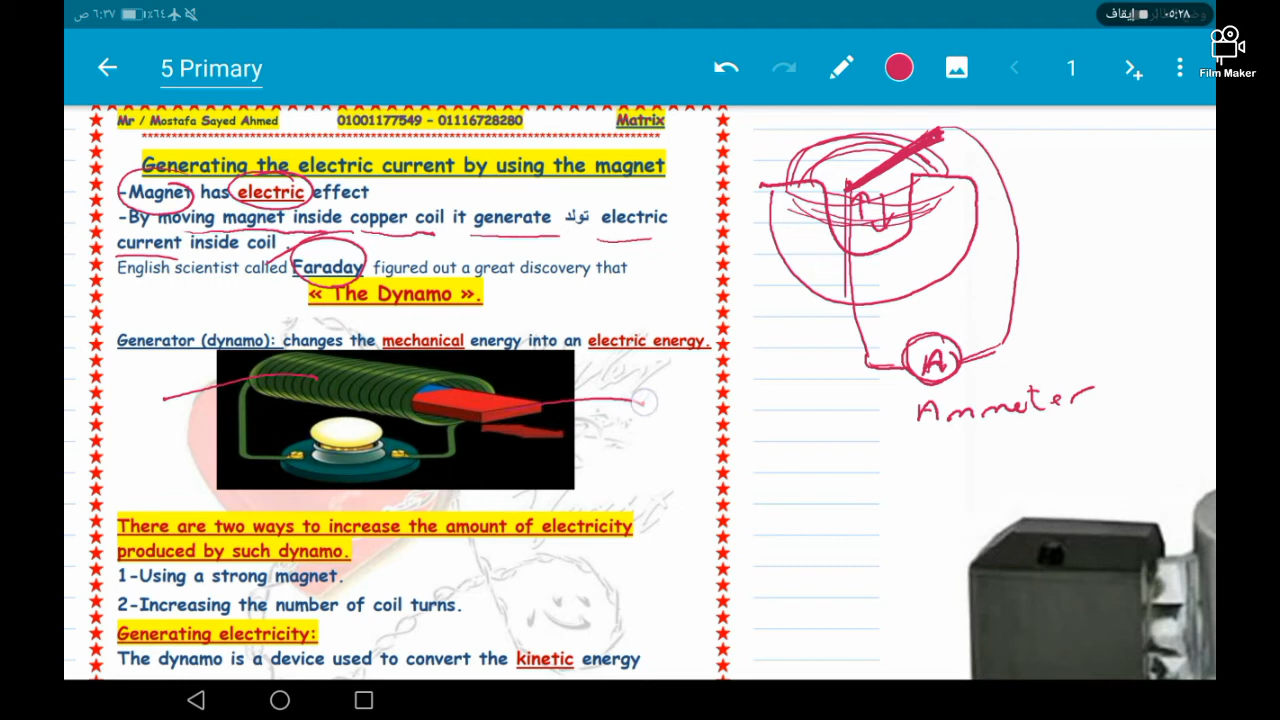 ص ٦:٣٧ ٪٦٤
إيقاف ٠٥:٢٨
5 Primary
1
Film Maker
Mr / Mostafa Sayed Ahmed 01001177549 – 01116728280 Matrix
******************************************************************
Generating the electric current by using the magnet
-Magnet has electric effect
-By moving magnet inside copper coil it generate تولد electric
current inside coil .
English scientist called Faraday figured out a great discovery that
« The Dynamo ».
Generator (dynamo): changes the mechanical energy into an electric energy.
There are two ways to increase the amount of electricity
produced by such dynamo.
1-Using a strong magnet.
2-Increasing the number of coil turns.
Generating electricity:
The dynamo is a device used to convert the kinetic energy
A
Ammeter